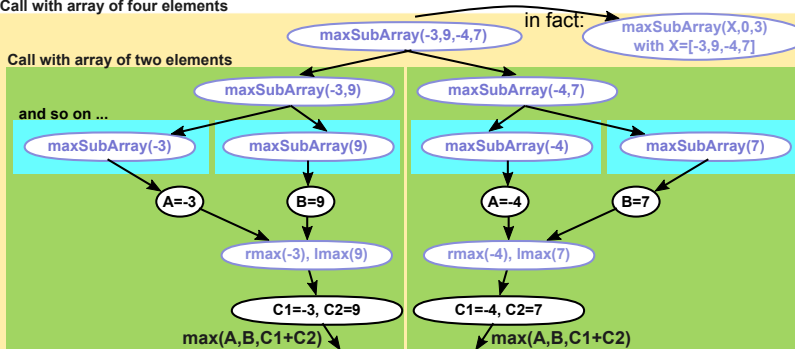 Call with array of four elements
in fact:
maxSubArray(-3,9,-4,7)
maxSubArray(X,0,3)
with X=[-3,9,-4,7]
Call with array of two elements
maxSubArray(-3,9)
maxSubArray(-4,7)
and so on ...
maxSubArray(-3)
maxSubArray(9)
maxSubArray(-4)
maxSubArray(7)
A=-3
B=9
A=-4
B=7
rmax(-3), lmax(9)
rmax(-4), lmax(7)
C1=-3, C2=9
C1=-4, C2=7
max(A,B,C1+C2)
max(A,B,C1+C2)